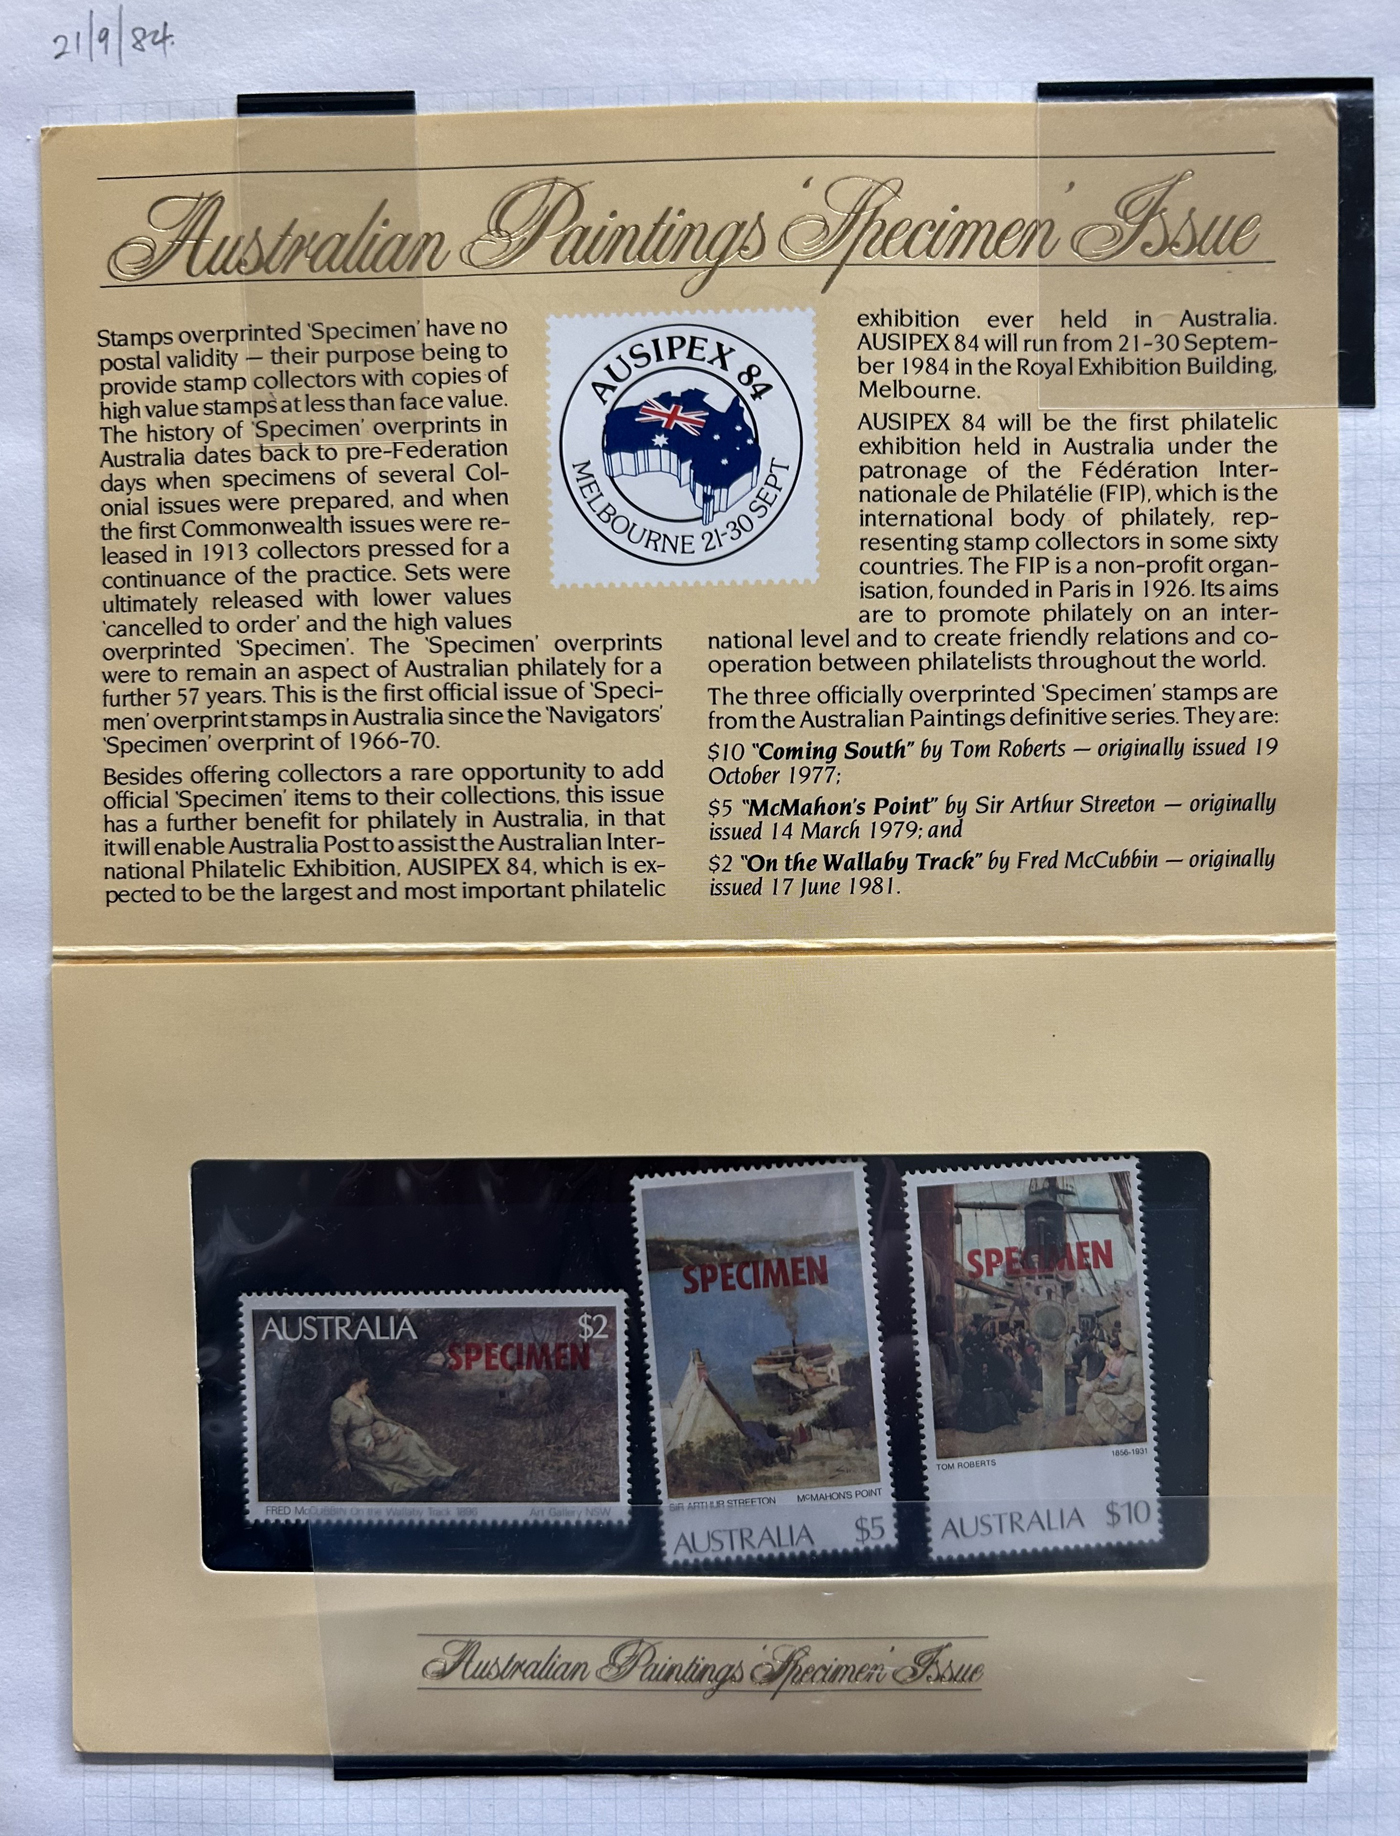 21/9/84.
Australian Paintings 'Specimen' Issue
Stamps overprinted 'Specimen' have no
postal validity — their purpose being to
provide stamp collectors with copies of
high value stamps at less than face value.
The history of 'Specimen' overprints in
Australia dates back to pre-Federation
days when specimens of several Col-
onial issues were prepared, and when
the first Commonwealth issues were re-
leased in 1913 collectors pressed for a
continuance of the practice. Sets were
ultimately released with lower values
'cancelled to order' and the high values
overprinted 'Specimen'. The 'Specimen' overprints
were to remain an aspect of Australian philately for a
further 57 years. This is the first official issue of 'Speci-
men' overprint stamps in Australia since the 'Navigators'
'Specimen' overprint of 1966-70.
Besides offering collectors a rare opportunity to add
official 'Specimen' items to their collections, this issue
has a further benefit for philately in Australia, in that
it will enable Australia Post to assist the Australian Inter-
national Philatelic Exhibition, AUSIPEX 84, which is ex-
pected to be the largest and most important philatelic
AUSIPEX 84
MELBOURNE 21-30 SEPT
exhibition ever held in Australia.
AUSIPEX 84 will run from 21-30 Septem-
ber 1984 in the Royal Exhibition Building,
Melbourne.
AUSIPEX 84 will be the first philatelic
exhibition held in Australia under the
patronage of the Fédération Inter-
nationale de Philatélie (FIP), which is the
international body of philately, rep-
resenting stamp collectors in some sixty
countries. The FIP is a non-profit organ-
isation, founded in Paris in 1926. Its aims
are to promote philately on an inter-
national level and to create friendly relations and co-
operation between philatelists throughout the world.
The three officially overprinted 'Specimen' stamps are
from the Australian Paintings definitive series. They are:
$10 "Coming South" by Tom Roberts — originally issued 19
October 1977;
$5 "McMahon's Point" by Sir Arthur Streeton — originally
issued 14 March 1979; and
$2 "On the Wallaby Track" by Fred McCubbin — originally
issued 17 June 1981.
AUSTRALIA $2
SPECIMEN
FRED McCUBBIN On the Wallaby Track 1896 Art Gallery NSW
SPECIMEN
SIR ARTHUR STREETON McMAHON'S POINT
AUSTRALIA $5
SPECIMEN
TOM ROBERTS 1856-1931
AUSTRALIA $10
Australian Paintings 'Specimen' Issue